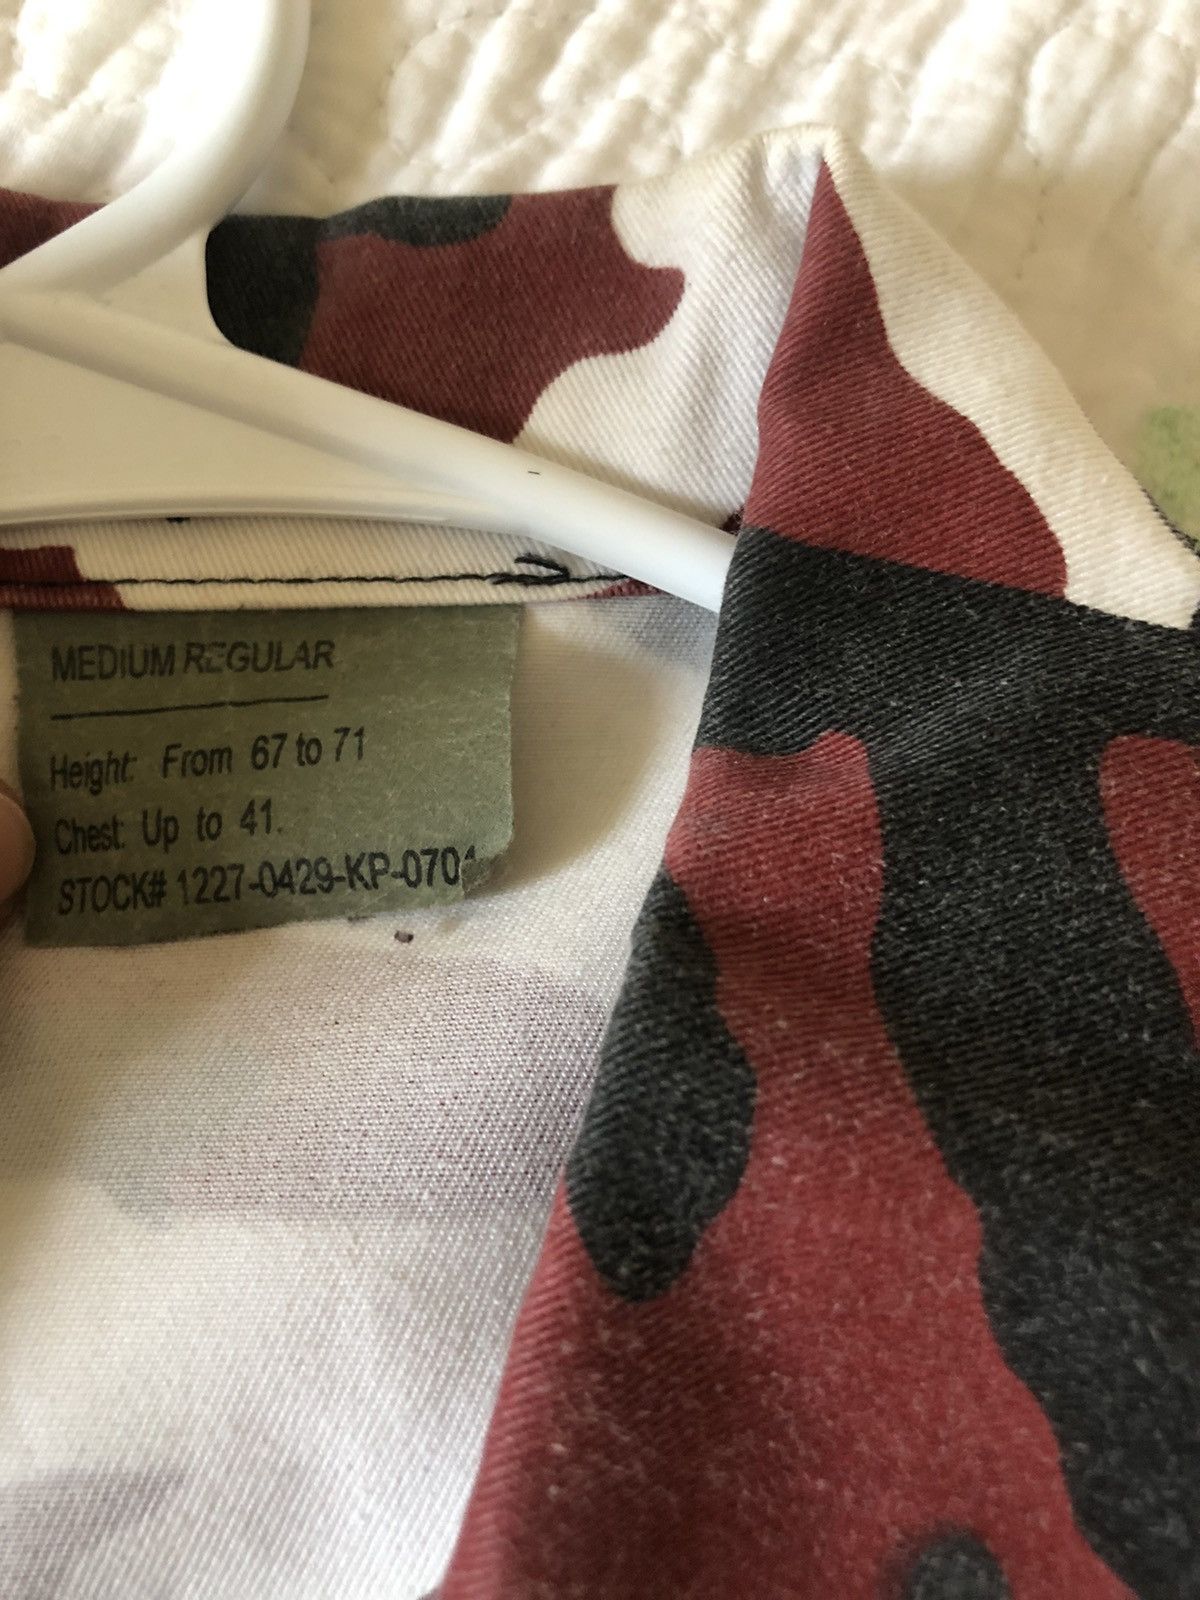 MEDIUM REGULAR
Height: From 67 to 71
Chest: Up to 41.
STOCK# 1227-0429-KP-070